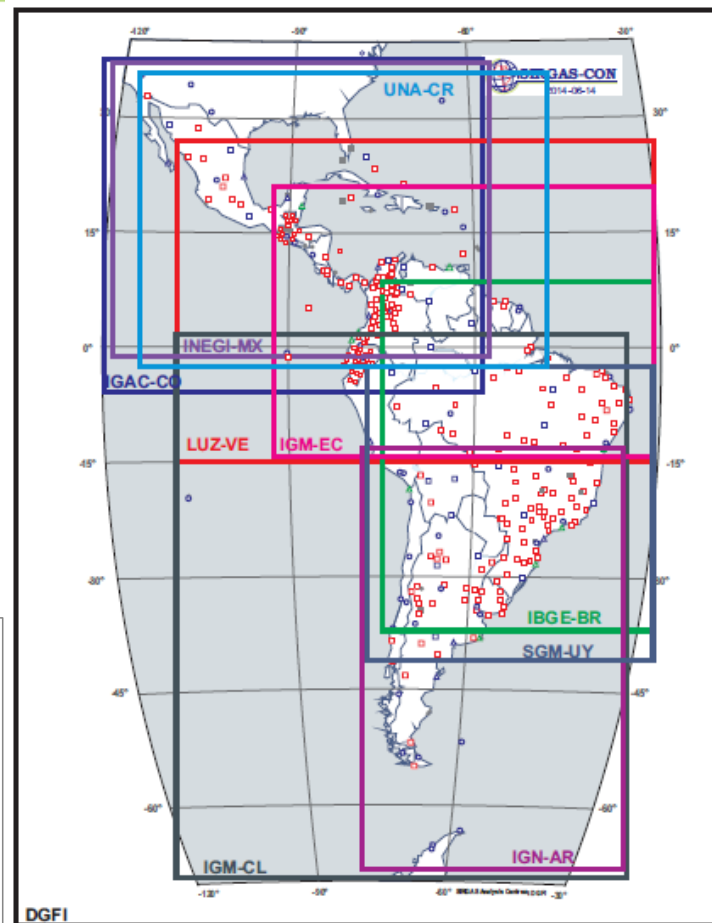 -120° -90° -60° -30°
SIRGAS-CON
2014-06-14
UNA-CR
30° 30°
15° 15°
0° 0°
INEGI-MX
IGAC-CO
LUZ-VE IGM-EC
-15° -15°
-30° -30°
IBGE-BR
SGM-UY
-45° -45°
-60° -60°
IGN-AR
IGM-CL
-120° -90° -60° -30°
DGFI